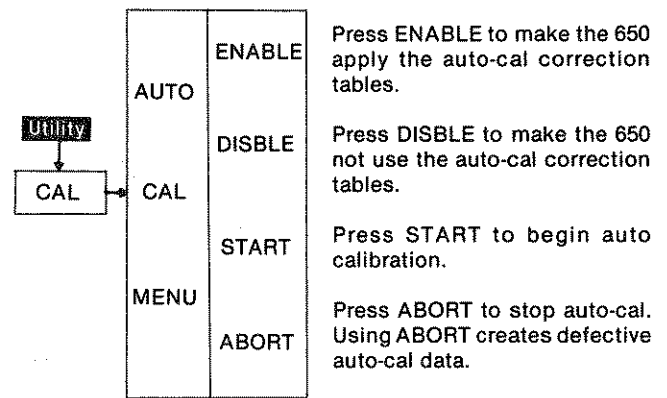 Utility
CAL
AUTO
CAL
MENU
ENABLE
DISBLE
START
ABORT
Press ENABLE to make the 650
apply the auto-cal correction
tables.
Press DISBLE to make the 650
not use the auto-cal correction
tables.
Press START to begin auto
calibration.
Press ABORT to stop auto-cal.
Using ABORT creates defective
auto-cal data.